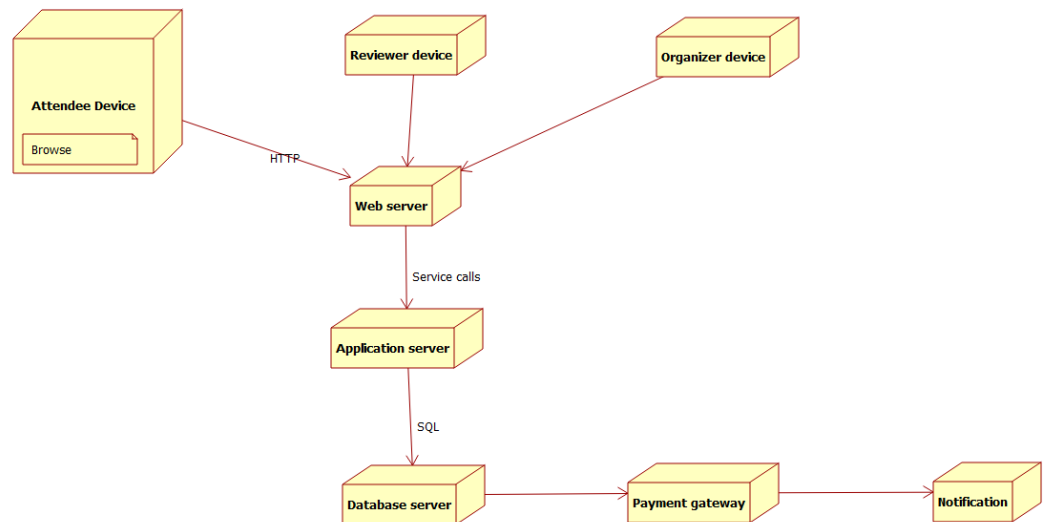 Reviewer device
Organizer device
Attendee Device
Browse
HTTP
Web server
Service calls
Application server
SQL
Database server
Payment gateway
Notification